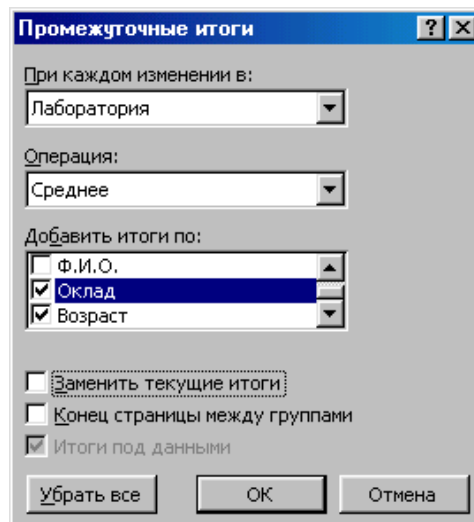 Промежуточные итоги
При каждом изменении в:
Лаборатория
Операция:
Среднее
Добавить итоги по:
Ф.И.О.
Оклад
Возраст
Заменить текущие итоги
Конец страницы между группами
Итоги под данными
Убрать все ОК Отмена